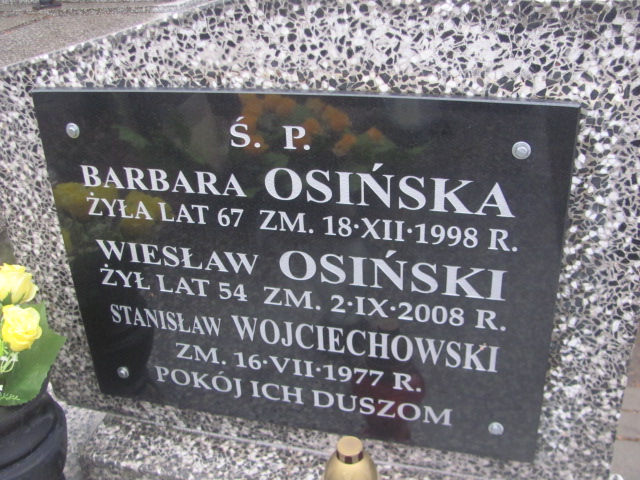 Ś. P.
BARBARA OSIŃSKA
ŻYŁA LAT 67 ZM. 18·XII·1998 R.
WIESŁAW OSIŃSKI
ŻYŁ LAT 54 ZM. 2·IX·2008 R.
STANISŁAW WOJCIECHOWSKI
ZM. 16·VII·1977 R.
POKÓJ ICH DUSZOM